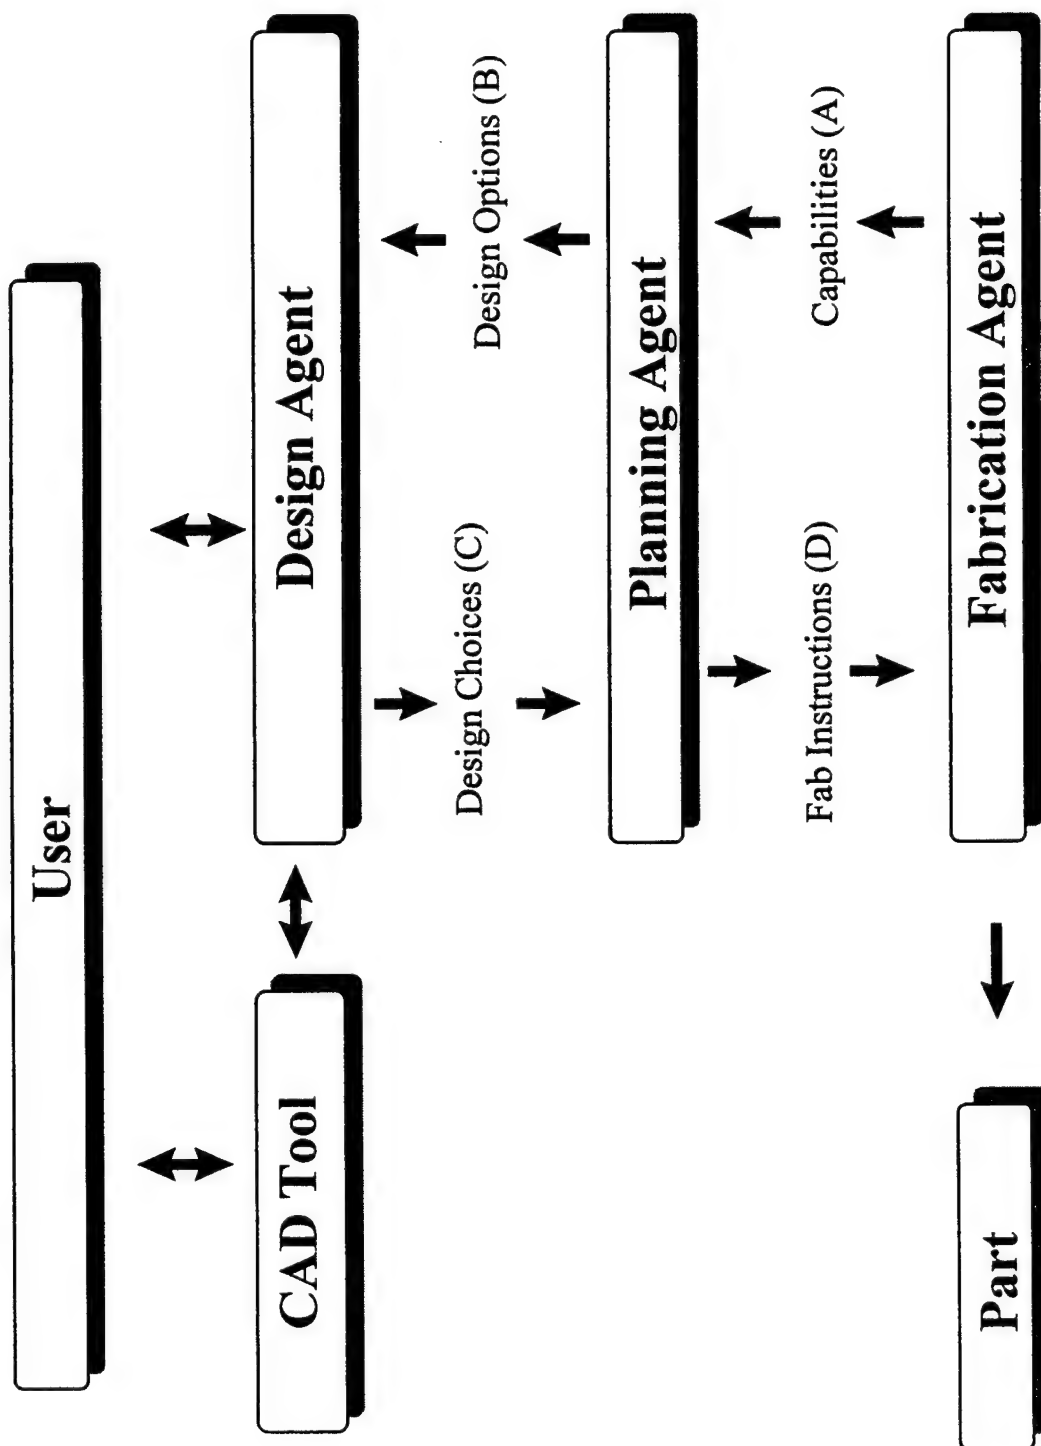 User
CAD Tool
Design Agent
Design Choices (C)
Design Options (B)
Planning Agent
Fab Instructions (D)
Capabilities (A)
Part
Fabrication Agent